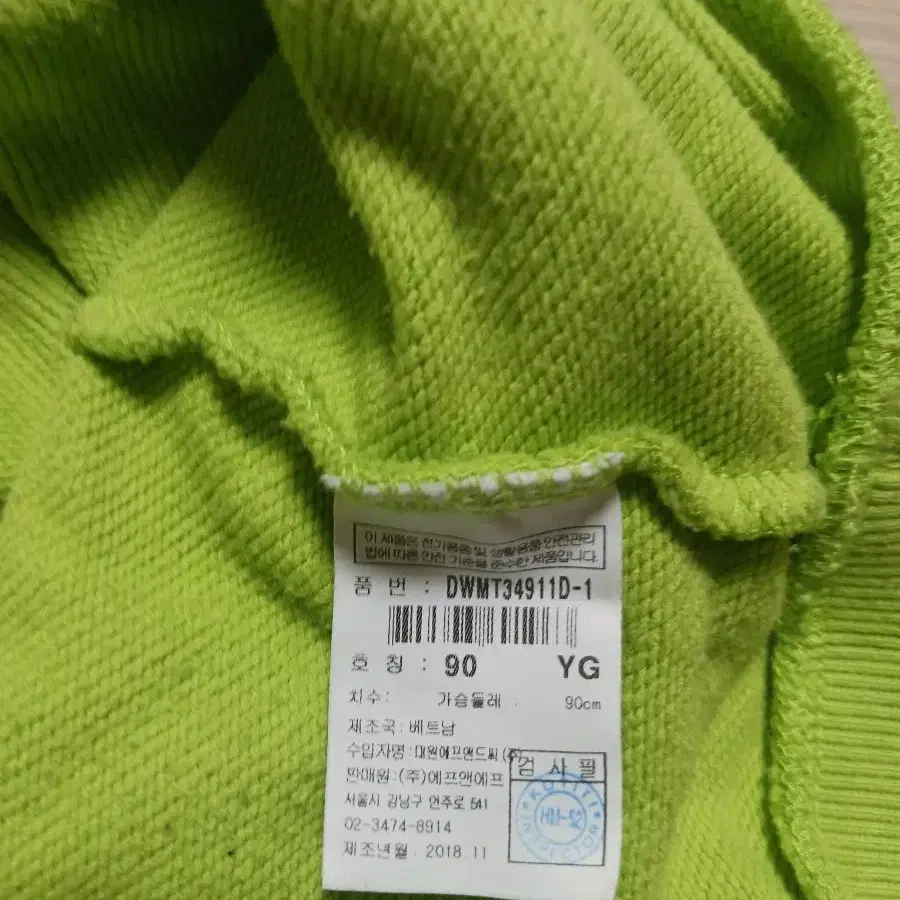 이 제품은 전기용품 및 생활용품 안전관리
법에 따른 안전 기준을 준수한 제품입니다.
품 번 : DWMT34911D-1
호 칭 : 90 YG
치수: 가슴둘레 : 90cm
제조국: 베트남
수입자명: 대원에프앤드씨 (주)
판매원: (주)에프앤에프
서울시 강남구 언주로 541
02-3474-8914
제조년월. 2018.11
검 사 필
KOTITI
INSPECTOR